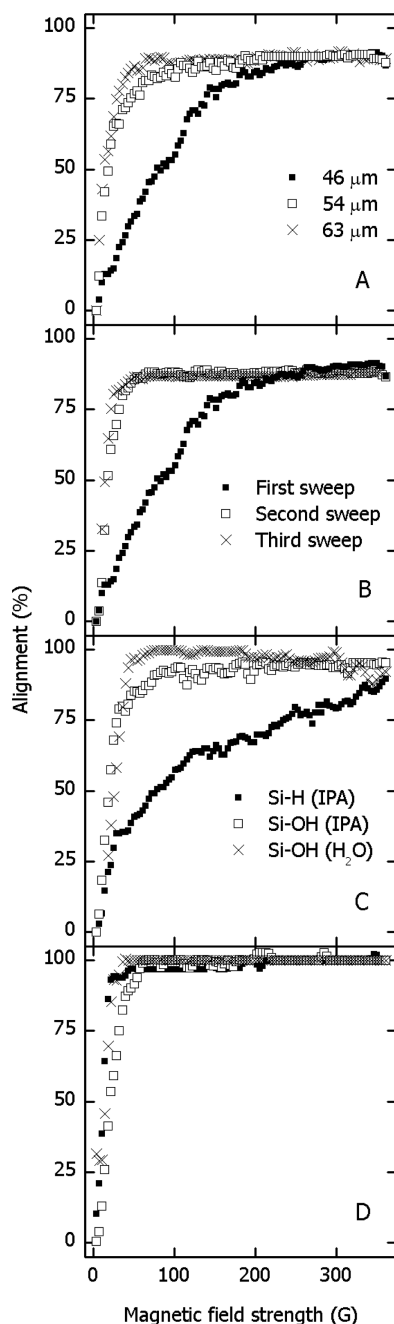 100
75
50
25
0
46 μm
54 μm
63 μm
A
100
75
50
25
0
First sweep
Second sweep
Third sweep
B
100
75
50
25
0
Si-H (IPA)
Si-OH (IPA)
Si-OH (H₂O)
C
100
75
50
25
0
D
0 100 200 300
Alignment (%)
Magnetic field strength (G)